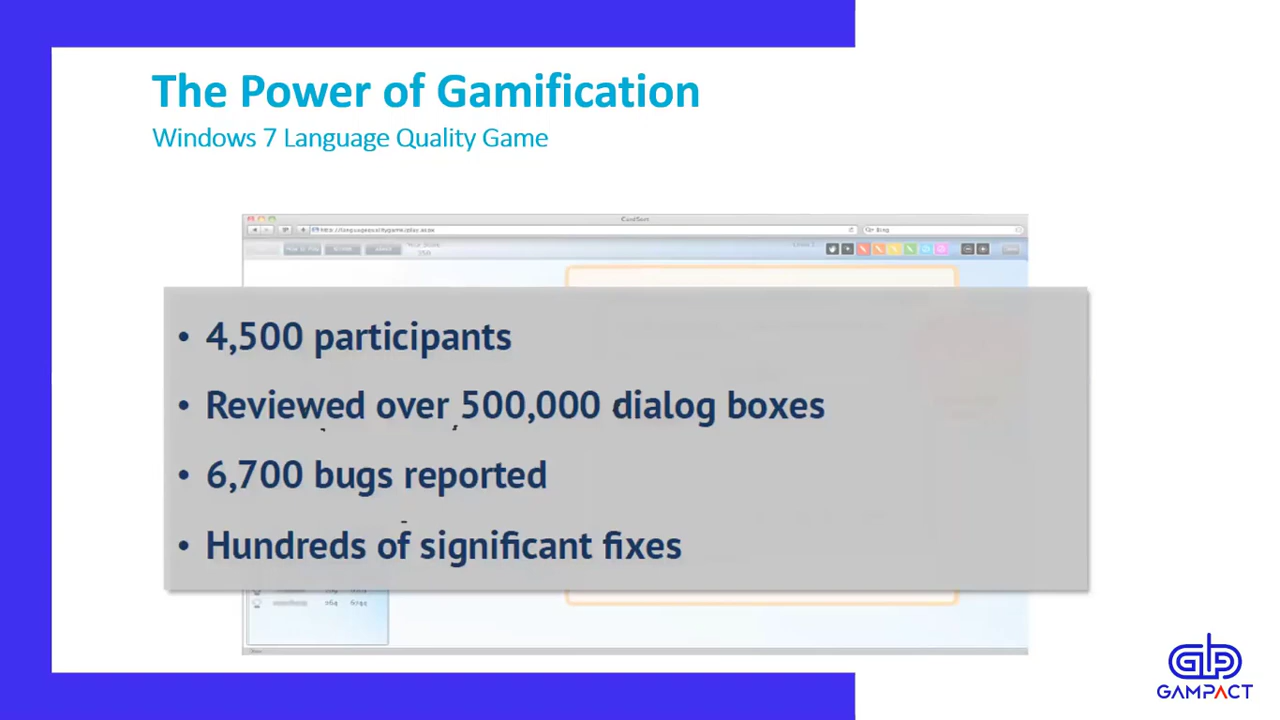 The Power of Gamification
Windows 7 Language Quality Game
• 4,500 participants
• Reviewed over 500,000 dialog boxes
• 6,700 bugs reported
• Hundreds of significant fixes
GAMPACT